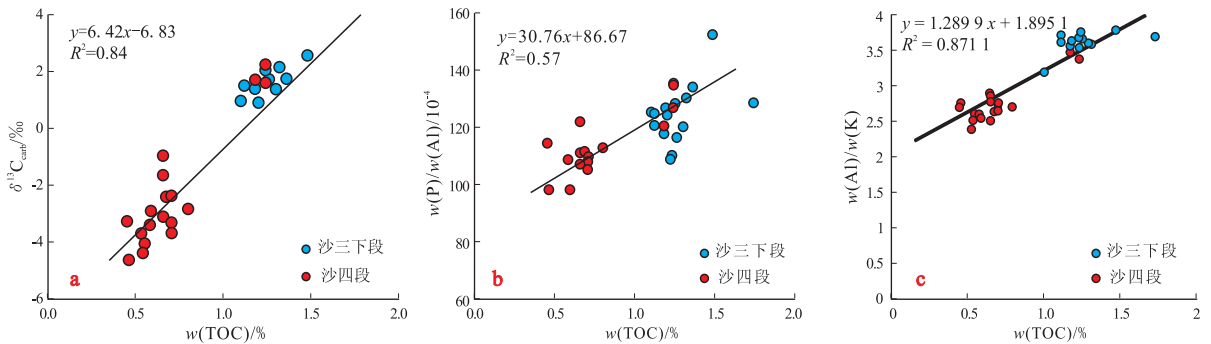 4
2
0
-2
-4
-6
0
0.5
1.0
1.5
2.0
δ¹³C_carb/‰
w(TOC)/%
y=6.42x−6.83
R²=0.84
沙三下段
沙四段
a
160
140
120
100
80
60
0
0.5
1.0
1.5
2.0
w(P)/w(Al)/10⁻⁴
w(TOC)/%
y=30.76x+86.67
R²=0.57
沙三下段
沙四段
b
4
3.5
3
2.5
2
1.5
1
0.5
0
0
0.5
1.0
1.5
2.0
w(Al)/w(K)
w(TOC)/%
y = 1.289 9 x + 1.895 1
R² = 0.871 1
沙三下段
沙四段
c